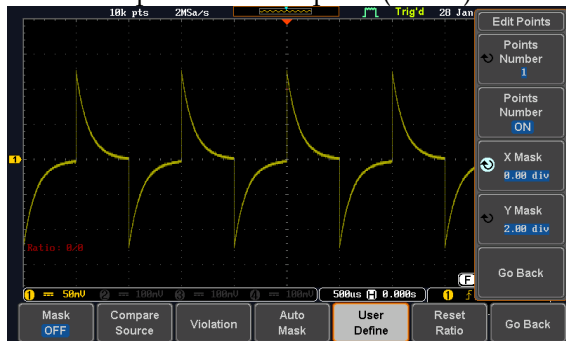 10k pts 2MSa/s Trig'd 20 Jan
Edit Points
Points
Number
1
Points
Number
ON
X Mask
0.00 div
Y Mask
2.00 div
Go Back
1
Ratio: 0/0
F
1 50mV 2 100mV 3 100mV 4 100mV 500us H 0.000s 1
Mask
OFF
Compare
Source
Violation
Auto
Mask
User
Define
Reset
Ratio
Go Back